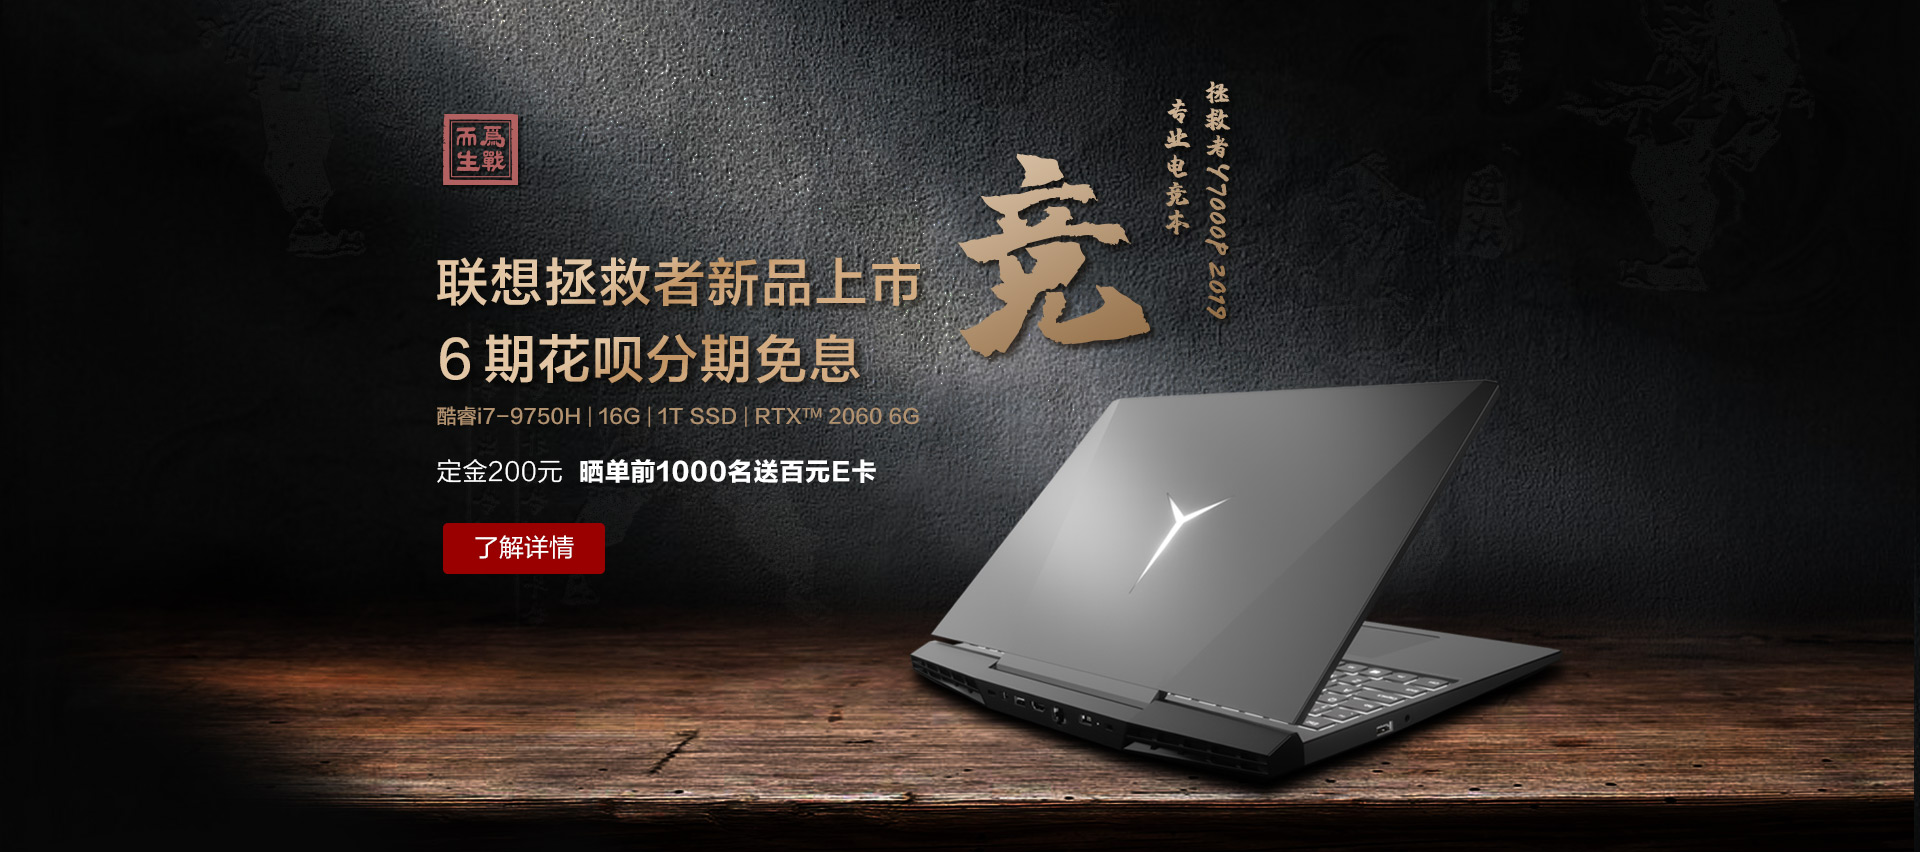 為戰
而生
联想拯救者新品上市
6期花呗分期免息
酷睿i7-9750H | 16G | 1T SSD | RTX™ 2060 6G
定金200元 晒单前1000名送百元E卡
了解详情
竞
拯救者Y7000P 2019
专业电竞本